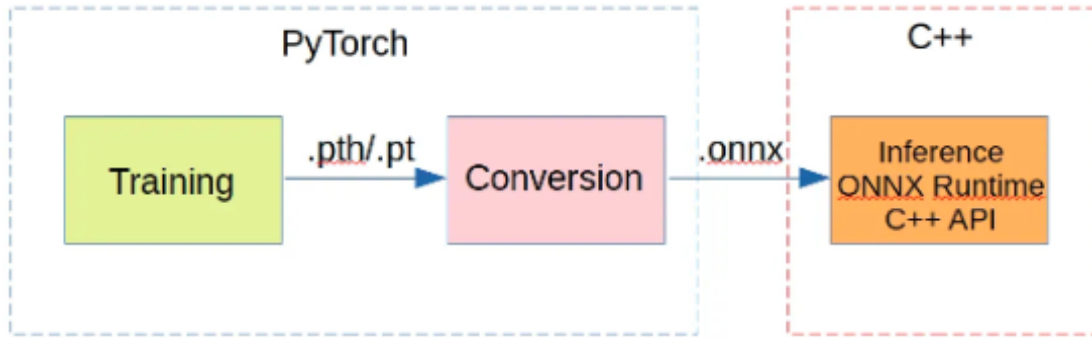 PyTorch
C++
Training
.pth/.pt
Conversion
.onnx
Inference
ONNX Runtime
C++ API